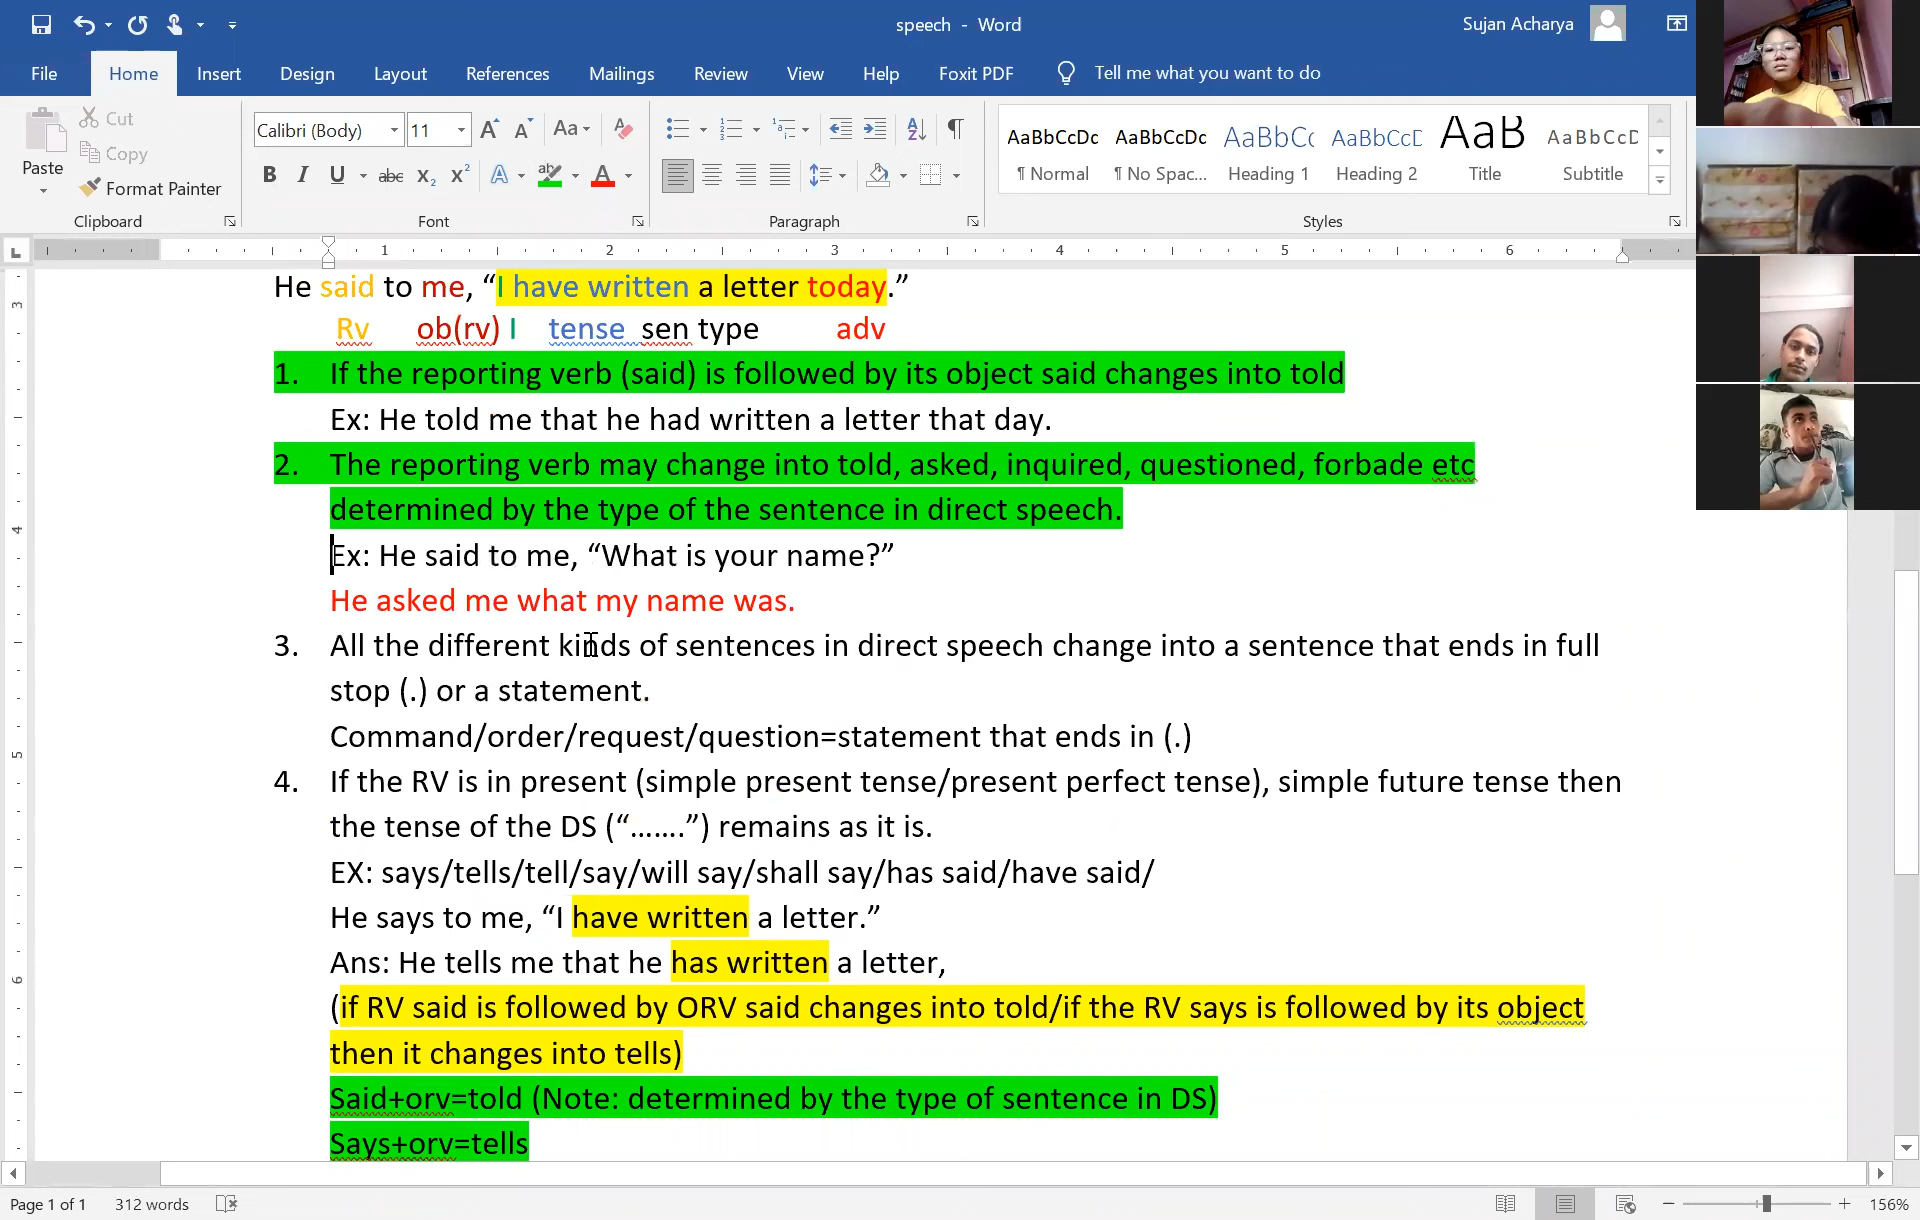 speech - Word
Sujan Acharya
File Home Insert Design Layout References Mailings Review View Help Foxit PDF Tell me what you want to do
Paste
Cut
Copy
Format Painter
Calibri (Body) 11
AaBbCcDc AaBbCcDc AaBbCc AaBbCcD AaB AaBbCcD
¶ Normal ¶ No Spac... Heading 1 Heading 2 Title Subtitle
Clipboard Font Paragraph Styles
1 2 3 4 5 6
He said to me, “I have written a letter today.”
Rv ob(rv) I tense sen type adv
1. If the reporting verb (said) is followed by its object said changes into told
Ex: He told me that he had written a letter that day.
2. The reporting verb may change into told, asked, inquired, questioned, forbade etc
determined by the type of the sentence in direct speech.
Ex: He said to me, “What is your name?”
He asked me what my name was.
3. All the different kinds of sentences in direct speech change into a sentence that ends in full
stop (.) or a statement.
Command/order/request/question=statement that ends in (.)
4. If the RV is in present (simple present tense/present perfect tense), simple future tense then
the tense of the DS (“…….”) remains as it is.
EX: says/tells/tell/say/will say/shall say/has said/have said/
He says to me, “I have written a letter.”
Ans: He tells me that he has written a letter,
(if RV said is followed by ORV said changes into told/if the RV says is followed by its object
then it changes into tells)
Said+orv=told (Note: determined by the type of sentence in DS)
Says+orv=tells
Page 1 of 1 312 words 156%